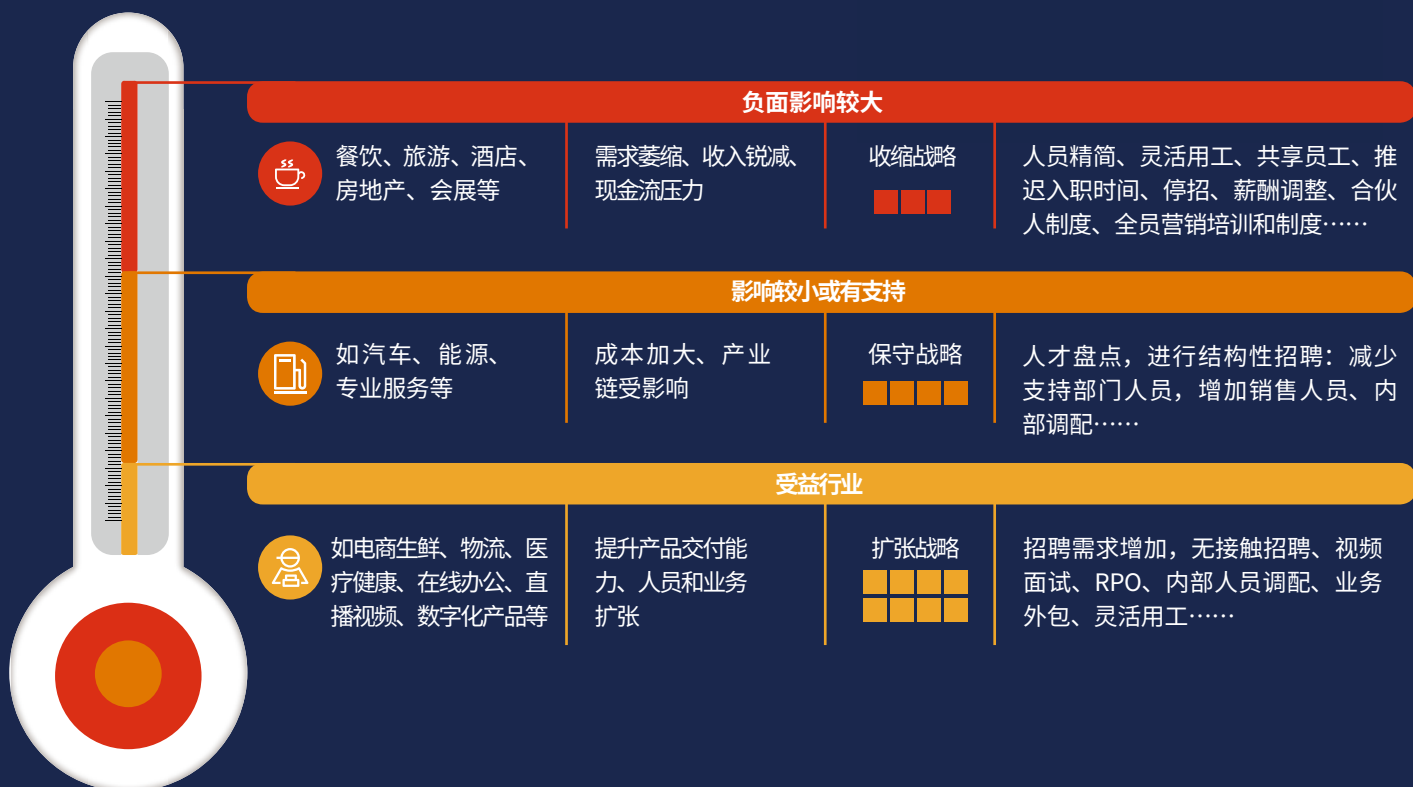 负面影响较大
餐饮、旅游、酒店、
房地产、会展等
需求萎缩、收入锐减、
现金流压力
收缩战略
人员精简、灵活用工、共享员工、推
迟入职时间、停招、薪酬调整、合伙
人制度、全员营销培训和制度……
影响较小或有支持
如汽车、能源、
专业服务等
成本加大、产业
链受影响
保守战略
人才盘点，进行结构性招聘：减少
支持部门人员，增加销售人员、内
部调配……
受益行业
如电商生鲜、物流、医
疗健康、在线办公、直
播视频、数字化产品等
提升产品交付能
力、人员和业务
扩张
扩张战略
招聘需求增加，无接触招聘、视频
面试、RPO、内部人员调配、业务
外包、灵活用工……